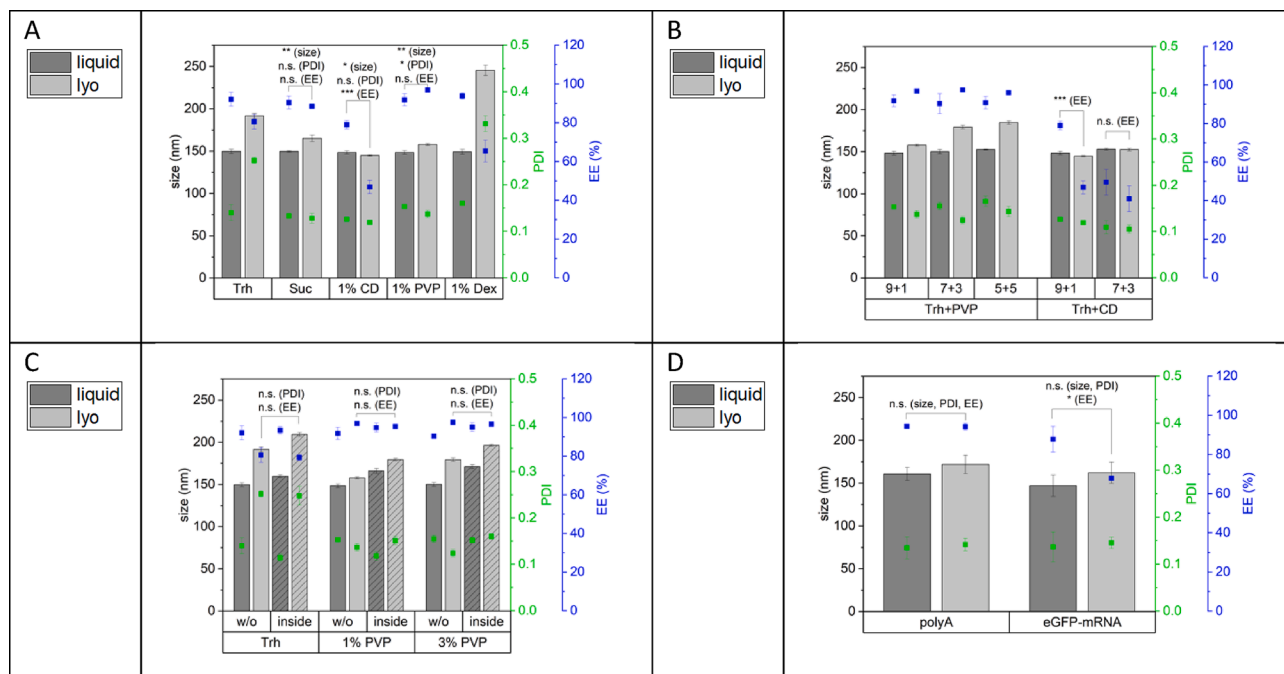 A
liquid
lyo
** (size)
n.s. (PDI)
n.s. (EE)
* (size)
n.s. (PDI)
*** (EE)
** (size)
* (PDI)
n.s. (EE)
250
200
150
100
75
50
25
0
size (nm)
0.5
0.4
0.3
0.2
0.1
0.0
PDI
120
100
80
60
40
20
0
EE (%)
Trh Suc 1% CD 1% PVP 1% Dex
B
liquid
lyo
*** (EE)
n.s. (EE)
250
200
150
100
75
50
25
0
size (nm)
0.5
0.4
0.3
0.2
0.1
0.0
PDI
120
100
80
60
40
20
0
EE (%)
9+1 7+3 5+5 9+1 7+3
Trh+PVP Trh+CD
C
liquid
lyo
n.s. (PDI)
n.s. (EE)
n.s. (PDI)
n.s. (EE)
n.s. (PDI)
n.s. (EE)
250
200
150
100
75
50
25
0
size (nm)
0.5
0.4
0.3
0.2
0.1
0.0
PDI
120
100
80
60
40
20
0
EE (%)
w/o inside w/o inside w/o inside
Trh 1% PVP 3% PVP
D
liquid
lyo
n.s. (size, PDI, EE)
n.s. (size, PDI)
* (EE)
250
200
150
100
75
50
25
0
size (nm)
0.5
0.4
0.3
0.2
0.1
0.0
PDI
120
100
80
60
40
20
0
EE (%)
polyA eGFP-mRNA